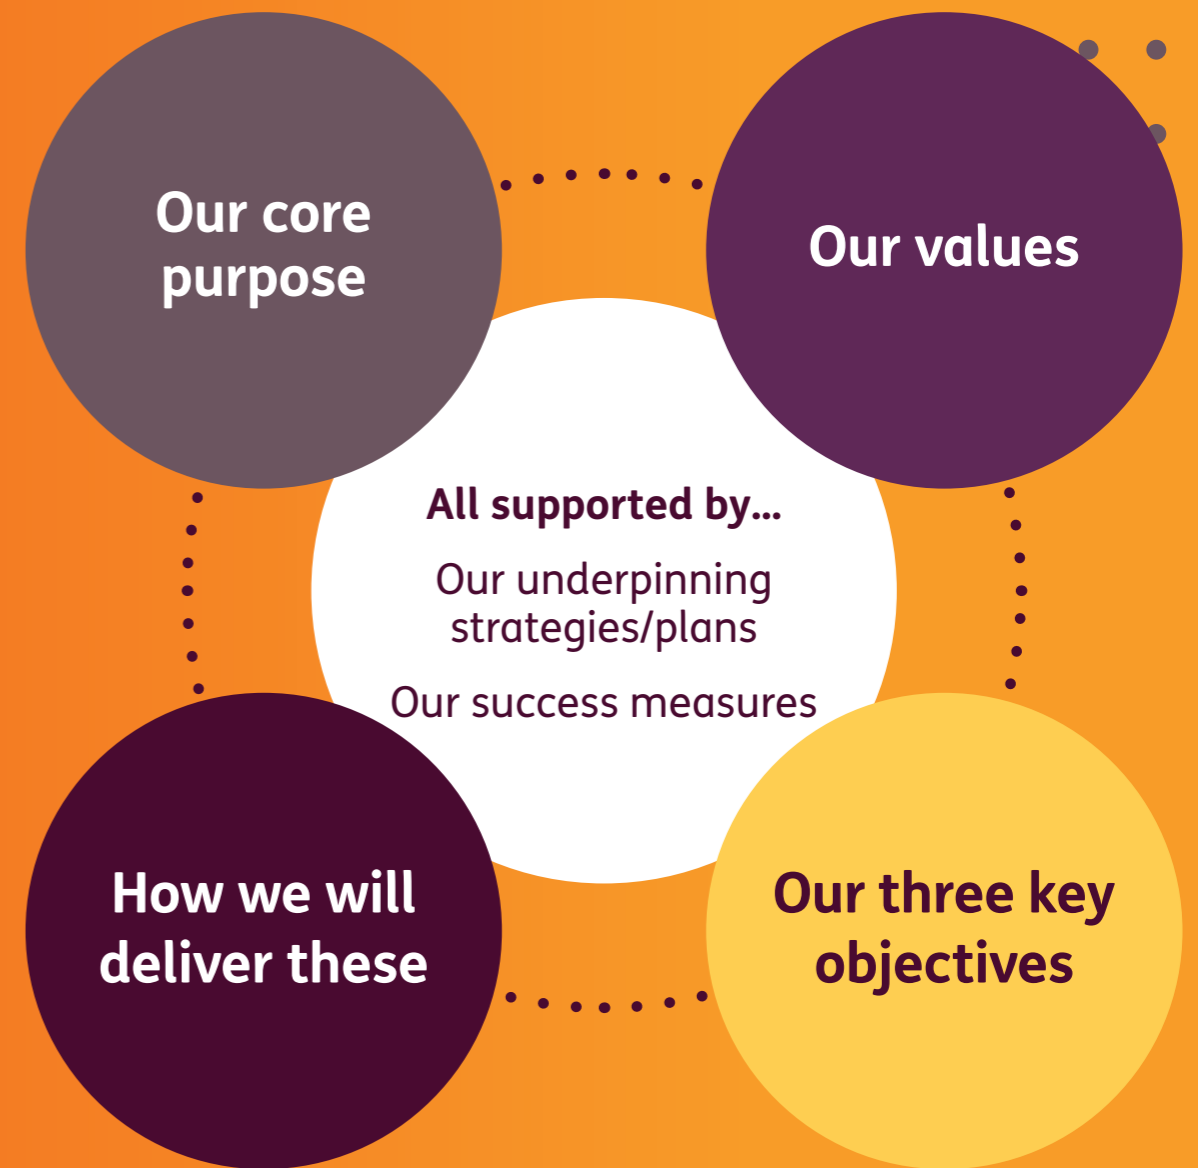 Our core
purpose
Our values
All supported by...
Our underpinning
strategies/plans
Our success measures
How we will
deliver these
Our three key
objectives